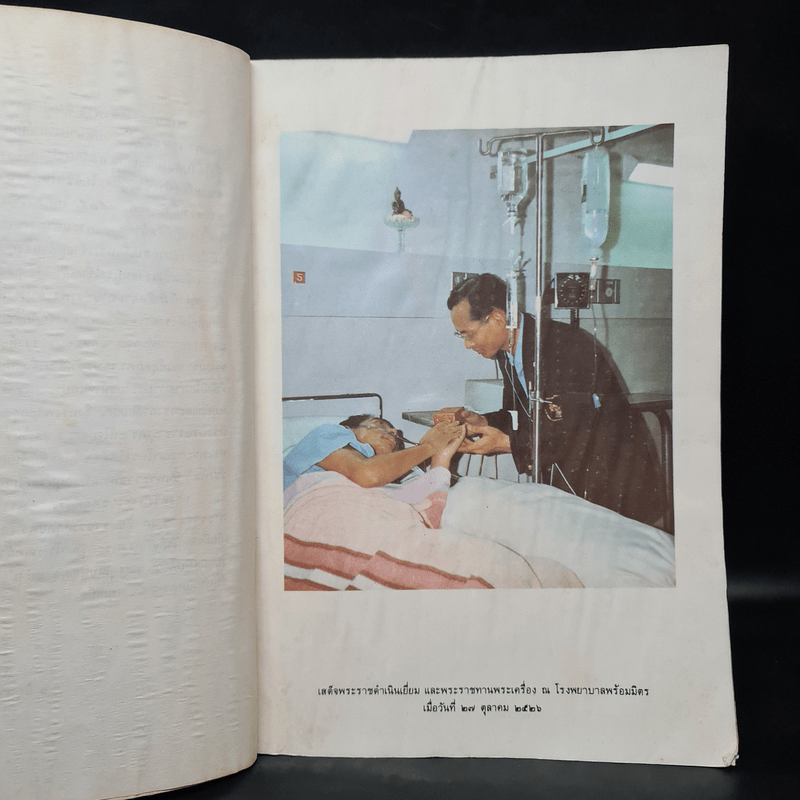 S
เสด็จพระราชดำเนินเยี่ยม และพระราชทานพระเครื่อง ณ โรงพยาบาลพร้อมมิตร
เมื่อวันที่ ๒๗ ตุลาคม ๒๕๒๖